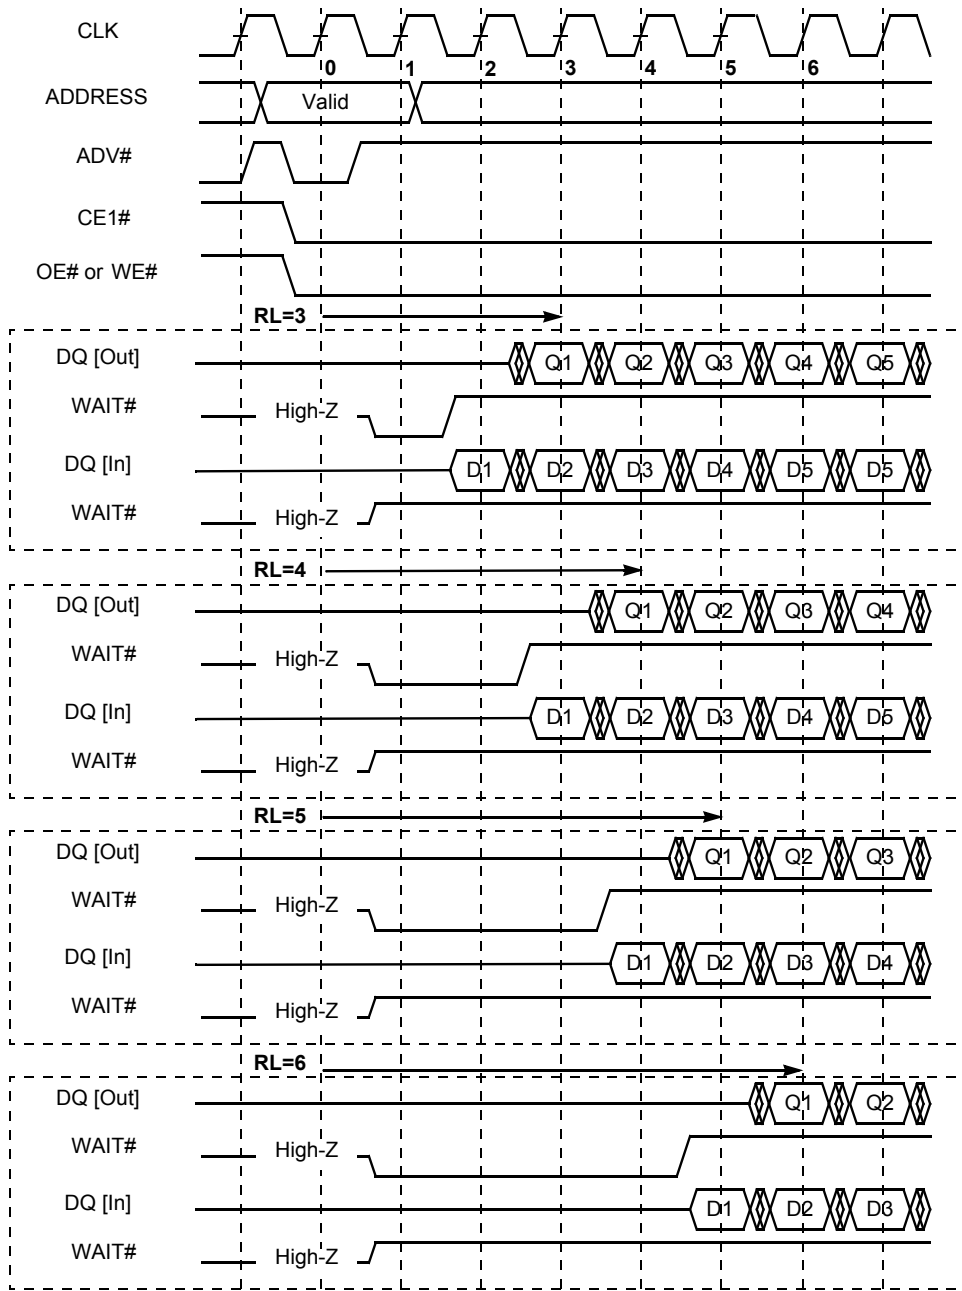 CLK
0 1 2 3 4 5 6
ADDRESS Valid
ADV#
CE1#
OE# or WE#
RL=3
DQ [Out] Q1 Q2 Q3 Q4 Q5
WAIT# High-Z
DQ [In] D1 D2 D3 D4 D5 D5
WAIT# High-Z
RL=4
DQ [Out] Q1 Q2 Q3 Q4
WAIT# High-Z
DQ [In] D1 D2 D3 D4 D5
WAIT# High-Z
RL=5
DQ [Out] Q1 Q2 Q3
WAIT# High-Z
DQ [In] D1 D2 D3 D4
WAIT# High-Z
RL=6
DQ [Out] Q1 Q2
WAIT# High-Z
DQ [In] D1 D2 D3
WAIT# High-Z